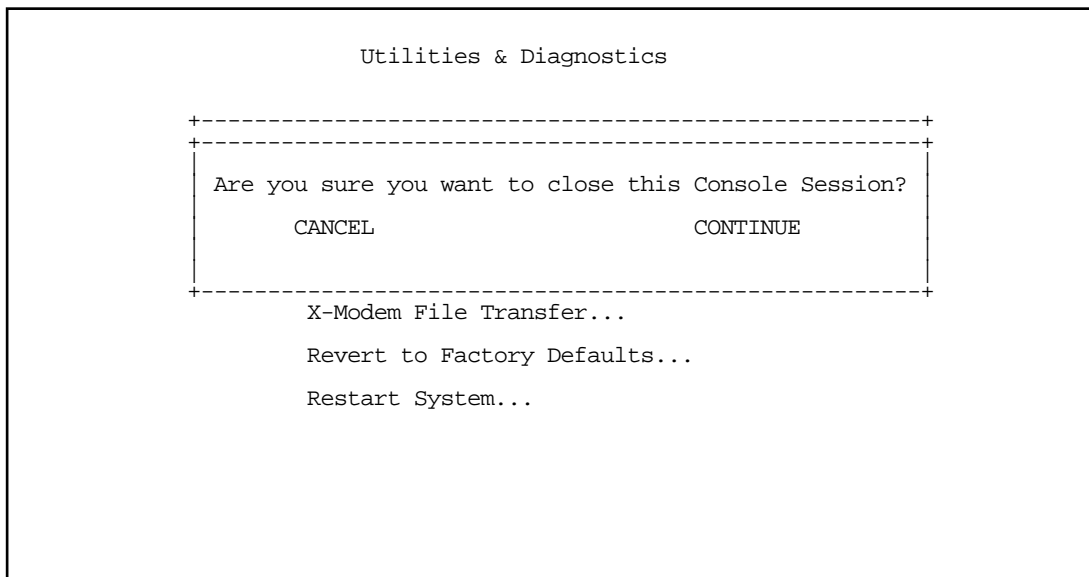 Utilities & Diagnostics
+------------------------------------------------------+
+------------------------------------------------------+
Are you sure you want to close this Console Session?
CANCEL CONTINUE
+------------------------------------------------------+
X-Modem File Transfer...
Revert to Factory Defaults...
Restart System...